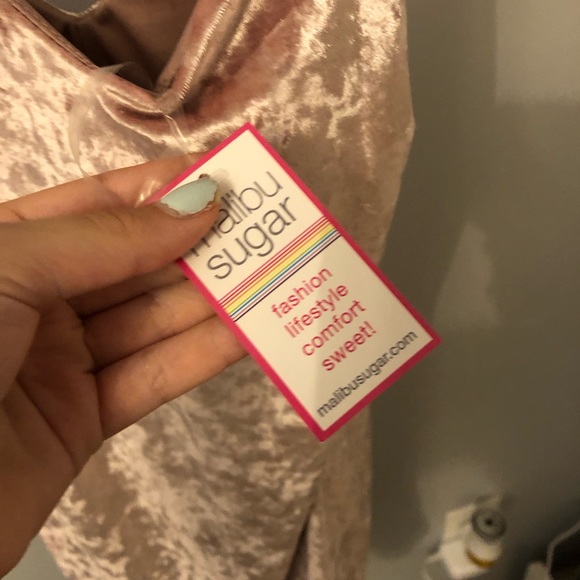 malibu
sugar
fashion
lifestyle
comfort
sweet!
malibusugar.com